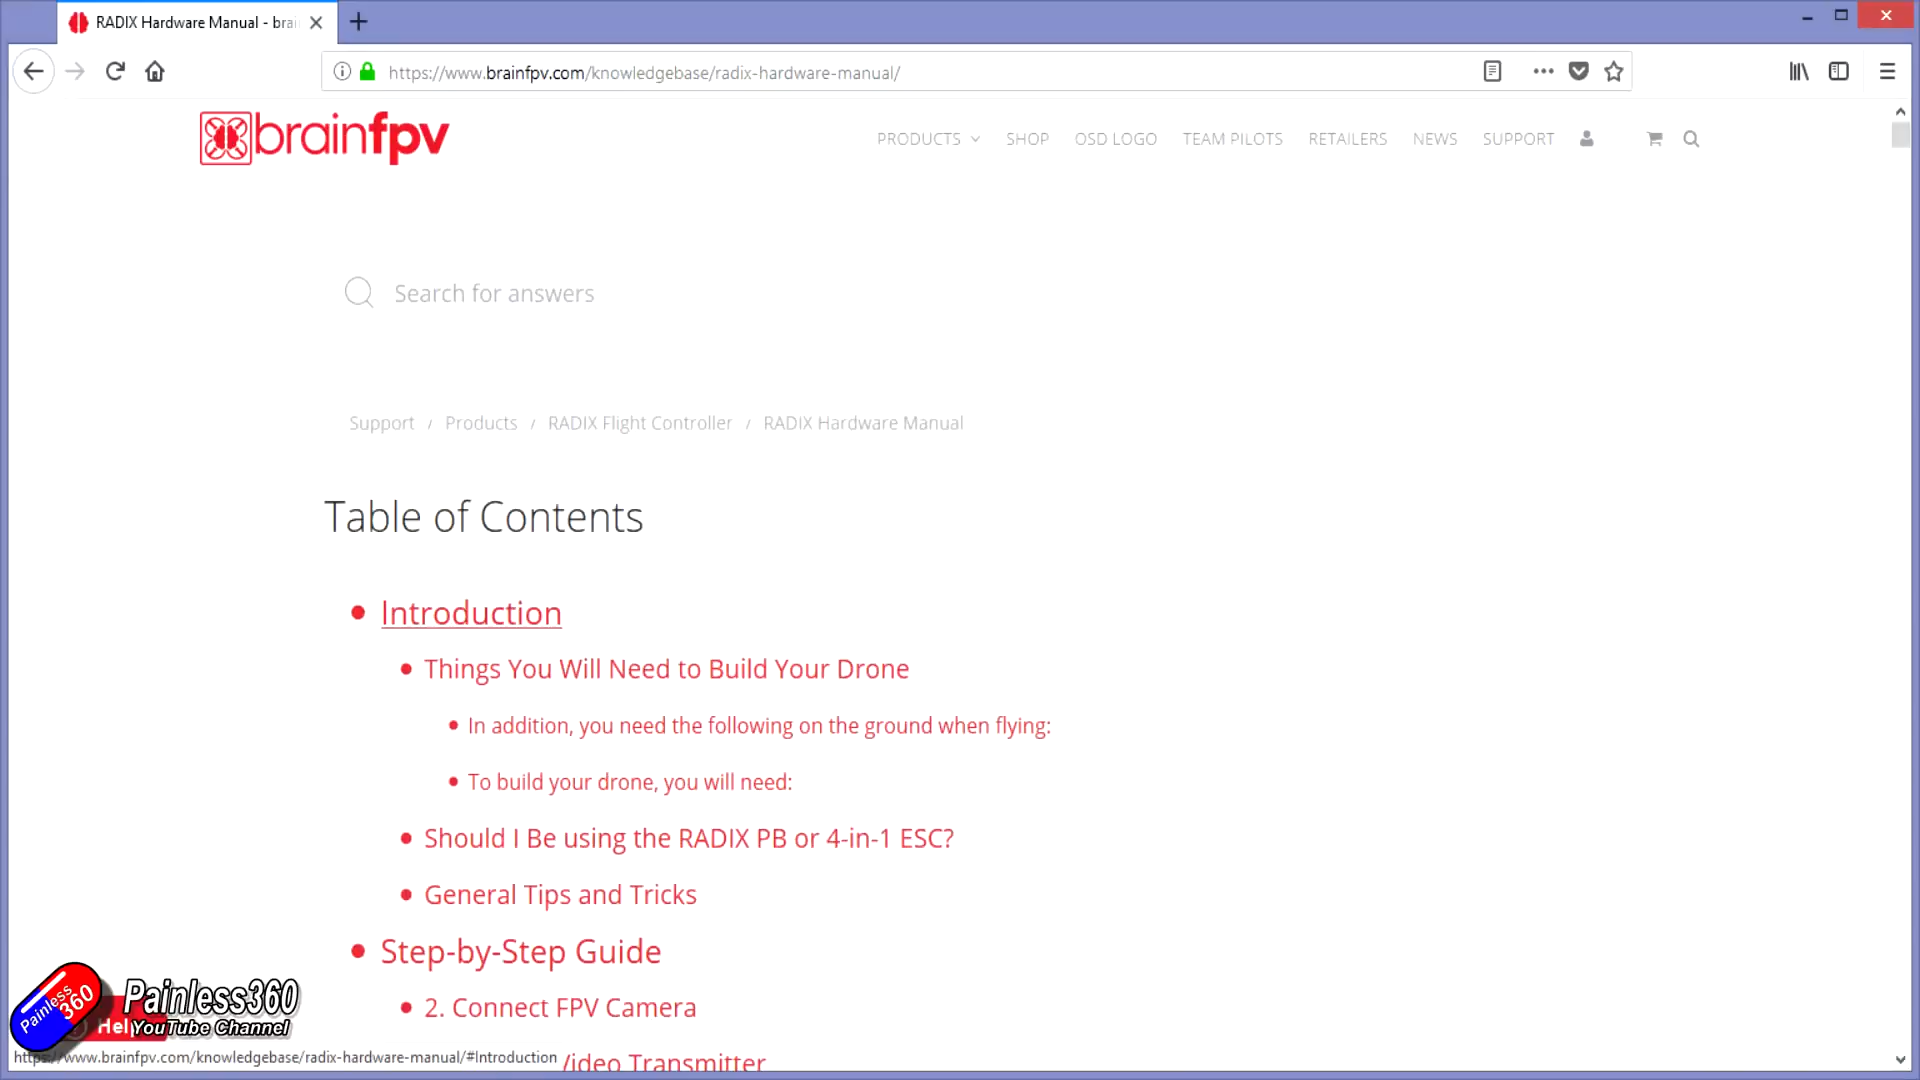 RADIX Hardware Manual - brai
https://www.brainfpv.com/knowledgebase/radix-hardware-manual/
brainfpv
PRODUCTS SHOP OSD LOGO TEAM PILOTS RETAILERS NEWS SUPPORT
Search for answers
Support / Products / RADIX Flight Controller / RADIX Hardware Manual
Table of Contents
Introduction
Things You Will Need to Build Your Drone
In addition, you need the following on the ground when flying:
To build your drone, you will need:
Should I Be using the RADIX PB or 4-in-1 ESC?
General Tips and Tricks
Step-by-Step Guide
2. Connect FPV Camera
Painless 360
Painless360
Hel
YouTube Channel
https://www.brainfpv.com/knowledgebase/radix-hardware-manual/#Introduction
ideo Transmitter